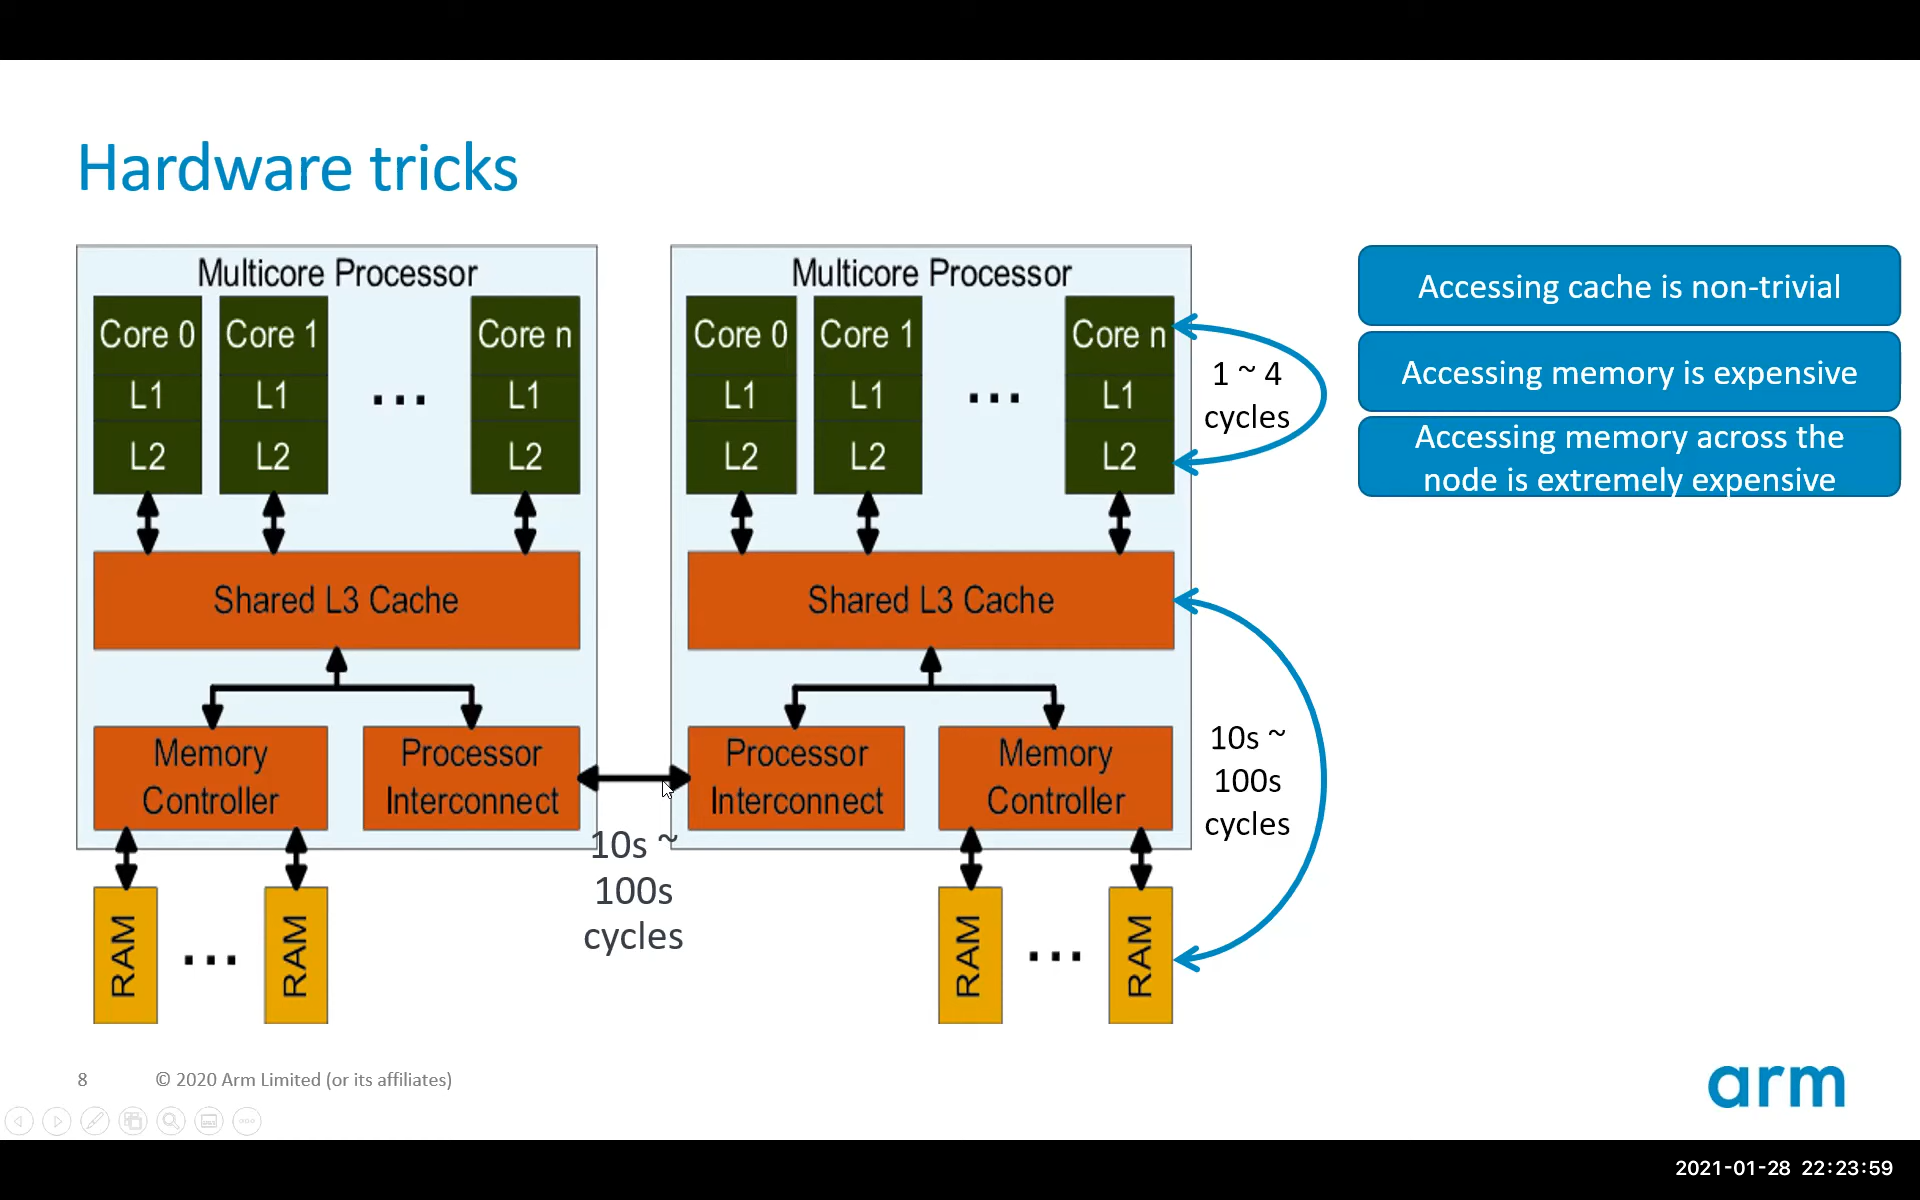 Hardware tricks
Multicore Processor
Core 0
L1
L2
Core 1
L1
L2
...
Core n
L1
L2
Shared L3 Cache
Memory
Controller
Processor
Interconnect
RAM
...
RAM
10s ~
100s
cycles
Multicore Processor
Core 0
L1
L2
Core 1
L1
L2
...
Core n
L1
L2
Shared L3 Cache
Processor
Interconnect
Memory
Controller
RAM
...
RAM
1 ~ 4
cycles
10s ~
100s
cycles
Accessing cache is non-trivial
Accessing memory is expensive
Accessing memory across the
node is extremely expensive
8
© 2020 Arm Limited (or its affiliates)
arm
2021-01-28 22:23:59